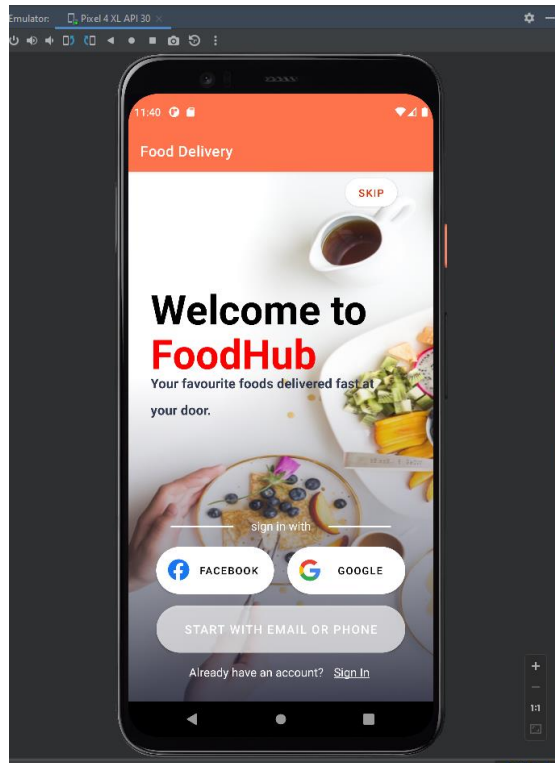 Emulator:
Pixel 4 XL API 30
11:40
Food Delivery
SKIP
Welcome to
FoodHub
Your favourite foods delivered fast at
your door.
sign in with
FACEBOOK
GOOGLE
START WITH EMAIL OR PHONE
Already have an account? Sign In
1:1